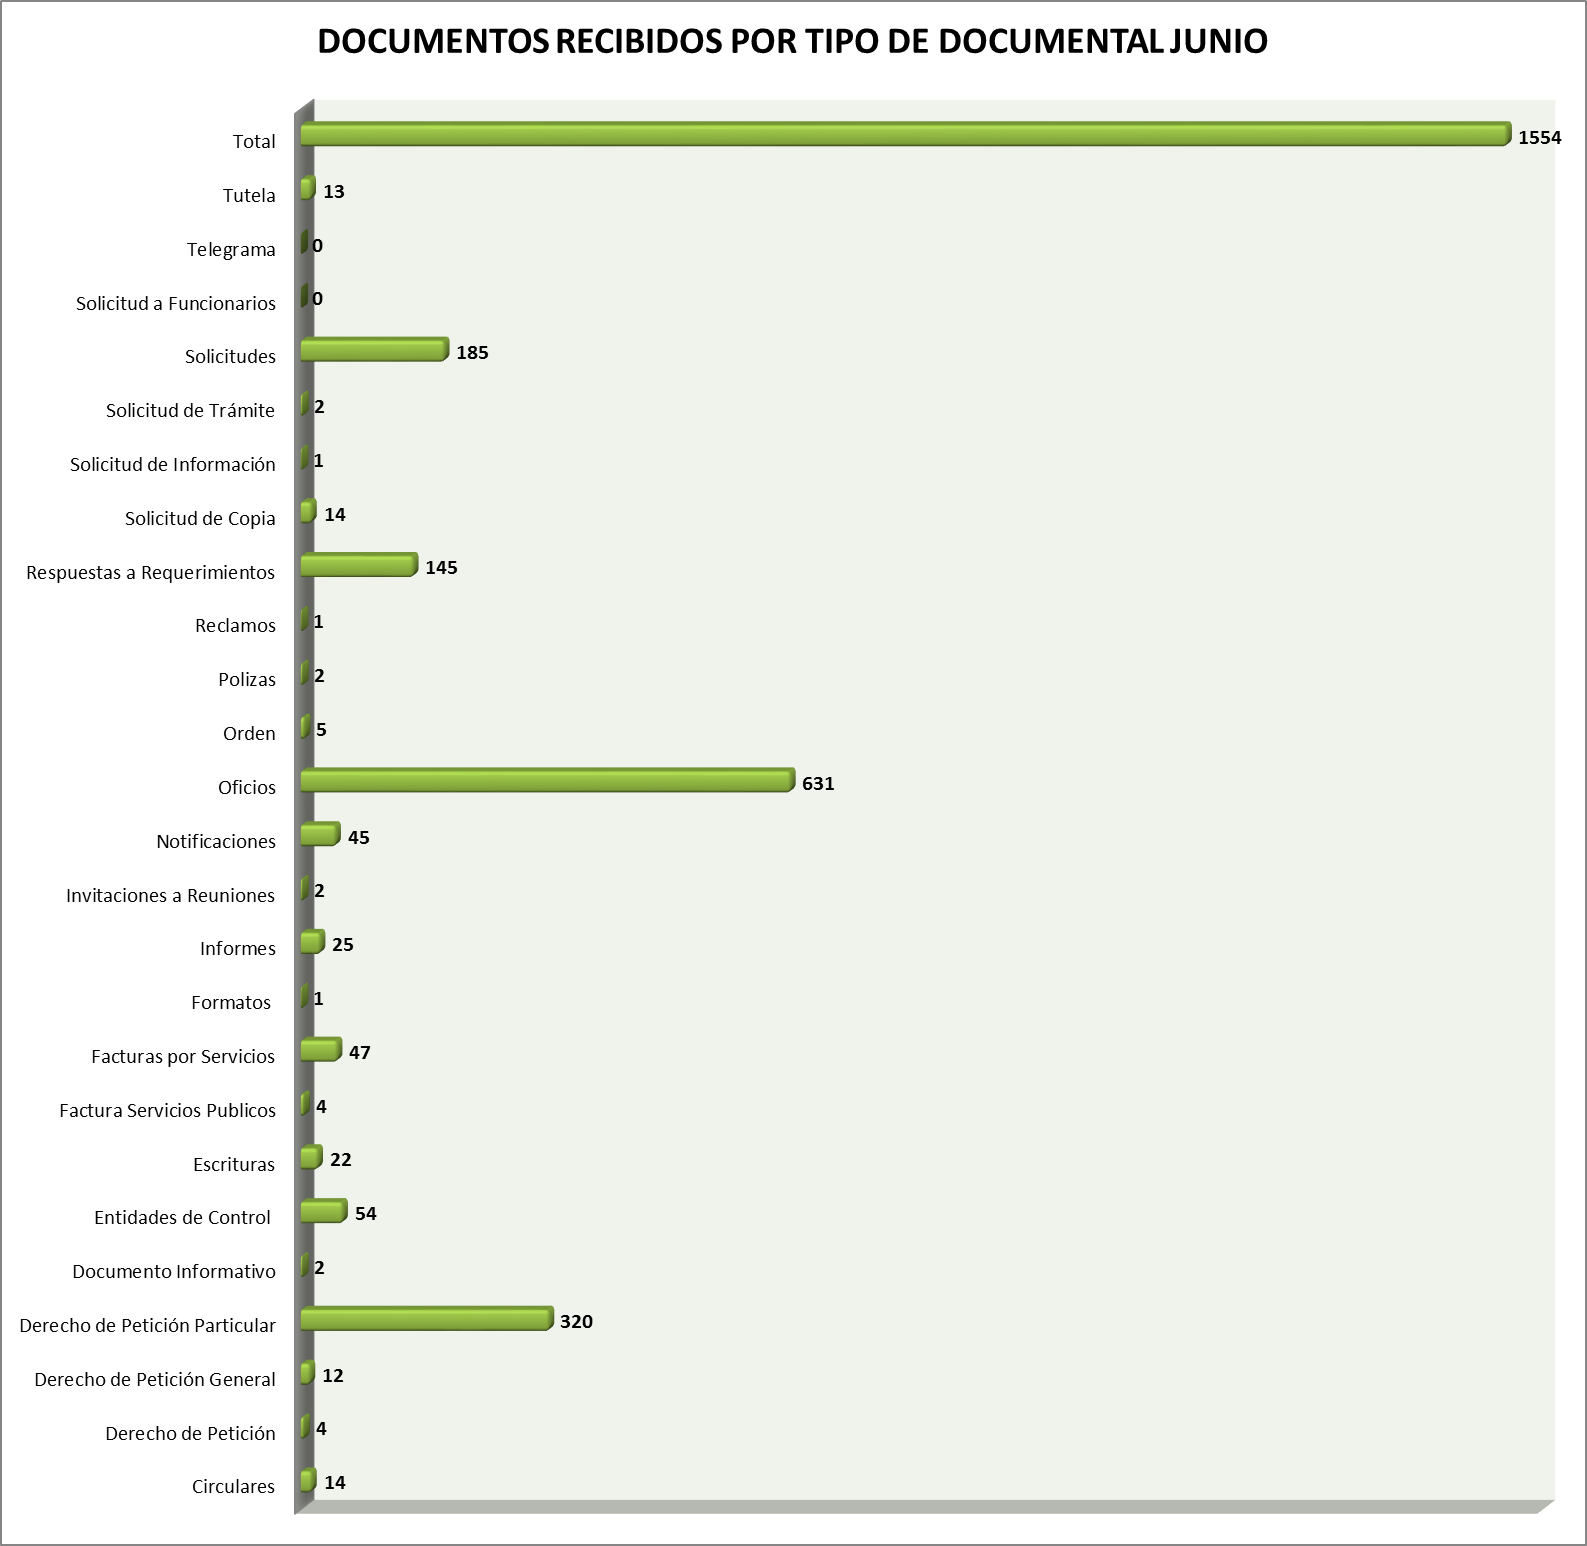 DOCUMENTOS RECIBIDOS POR TIPO DE DOCUMENTAL JUNIO
Total 1554
Tutela 13
Telegrama 0
Solicitud a Funcionarios 0
Solicitudes 185
Solicitud de Trámite 2
Solicitud de Información 1
Solicitud de Copia 14
Respuestas a Requerimientos 145
Reclamos 1
Polizas 2
Orden 5
Oficios 631
Notificaciones 45
Invitaciones a Reuniones 2
Informes 25
Formatos 1
Facturas por Servicios 47
Factura Servicios Publicos 4
Escrituras 22
Entidades de Control 54
Documento Informativo 2
Derecho de Petición Particular 320
Derecho de Petición General 12
Derecho de Petición 4
Circulares 14